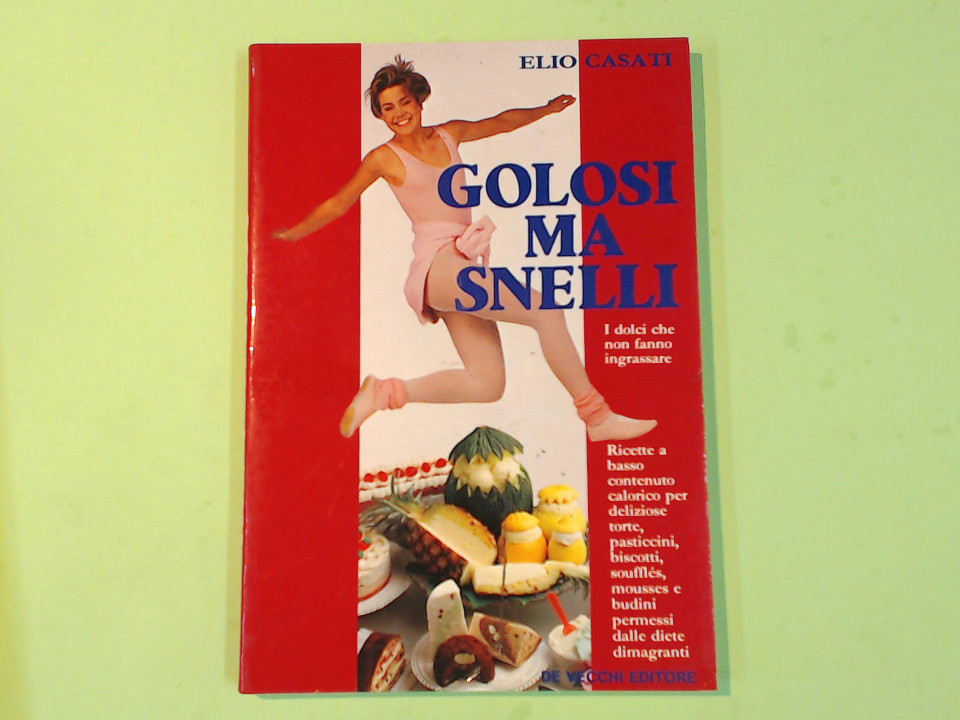 ELIO CASATI
GOLOSI
MA
SNELLI
I dolci che
non fanno
ingrassare
Ricette a
basso
contenuto
calorico per
deliziose
torte,
pasticcini,
biscotti,
soufflés,
mousses e
budini
permessi
dalle diete
dimagranti
DE VECCHI EDITORE